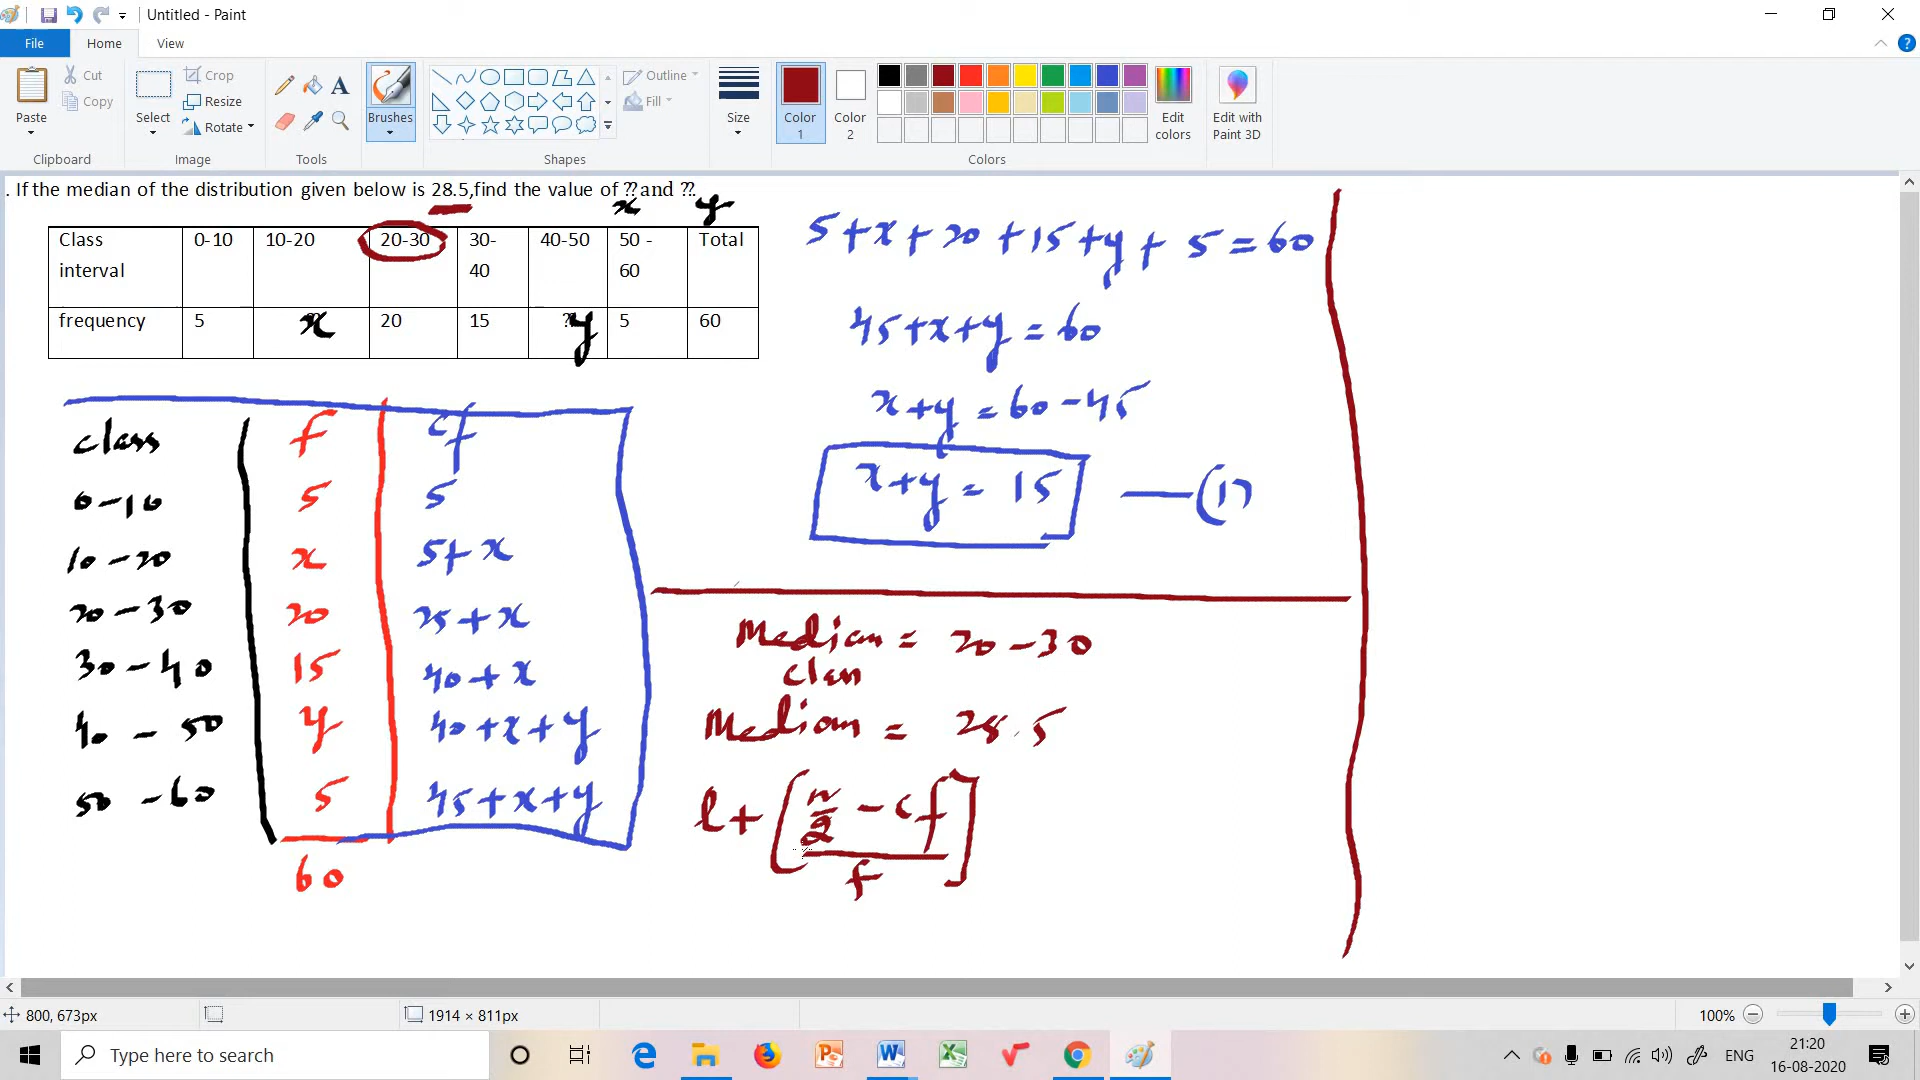 Untitled - Paint
File Home View
Paste Cut Copy Clipboard
Select Crop Resize Rotate Image
Tools
Brushes
Shapes Outline Fill
Size
Color 1 Color 2 Edit colors Colors
Edit with Paint 3D
. If the median of the distribution given below is 28.5,find the value of ?? and ??.
x y
Class interval 0-10 10-20 20-30 30-40 40-50 50 - 60 Total
frequency 5 x 20 15 y 5 60
class f cf
0-10 5 5
10-20 x 5+x
20-30 20 25+x
30-40 15 40+x
40-50 y 40+x+y
50-60 5 45+x+y
60
5+x+20+15+y+5=60
45+x+y=60
x+y=60-45
x+y=15 —(1)
Median class = 20-30
Median = 28.5
l+[n/2-cf/f]
800, 673px 1914 × 811px 100%
Type here to search
ENG 21:20
16-08-2020